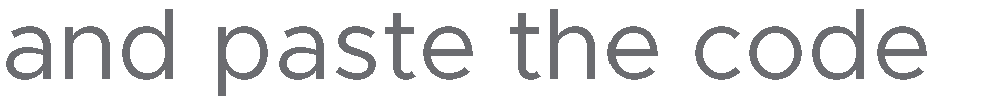 and paste the code